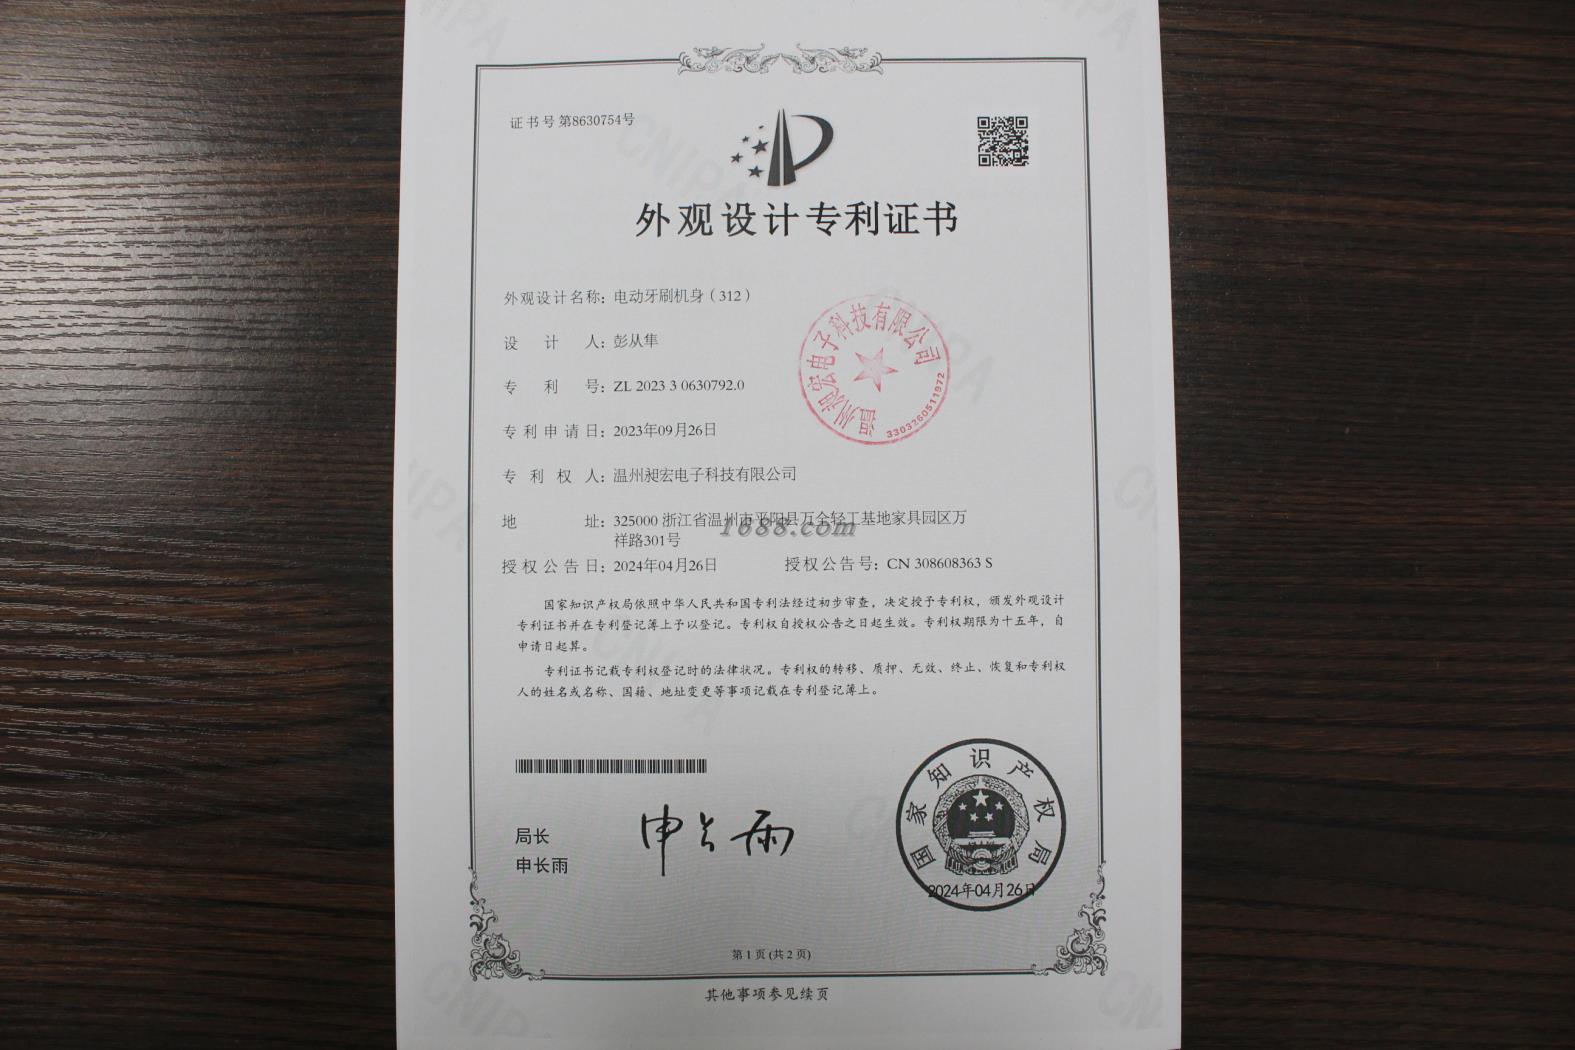 证书号第8630754号
外观设计专利证书
外观设计名称：电动牙刷机身（312）
设计人：彭从隼
专利号：ZL 2023 3 0630792.0
专利申请日：2023年09月26日
专利权人：温州昶宏电子科技有限公司
地址：325000 浙江省温州市平阳县万全轻工基地家具园区万
祥路301号
授权公告日：2024年04月26日 授权公告号：CN 308608363 S
国家知识产权局依照中华人民共和国专利法经过初步审查，决定授予专利权，颁发外观设计
专利证书并在专利登记簿上予以登记。专利权自授权公告之日起生效。专利权期限为十五年，自
申请日起算。
专利证书记载专利权登记时的法律状况。专利权的转移、质押、无效、终止、恢复和专利权
人的姓名或名称、国籍、地址变更等事项记载在专利登记簿上。
局长
申长雨
申长雨
国家知识产权局
2024年04月26日
第1页(共2页)
其他事项参见续页
温州昶宏电子科技有限公司
3303260511972
1688.com
CNIPA
CNIPA
CNIPA
CNIPA